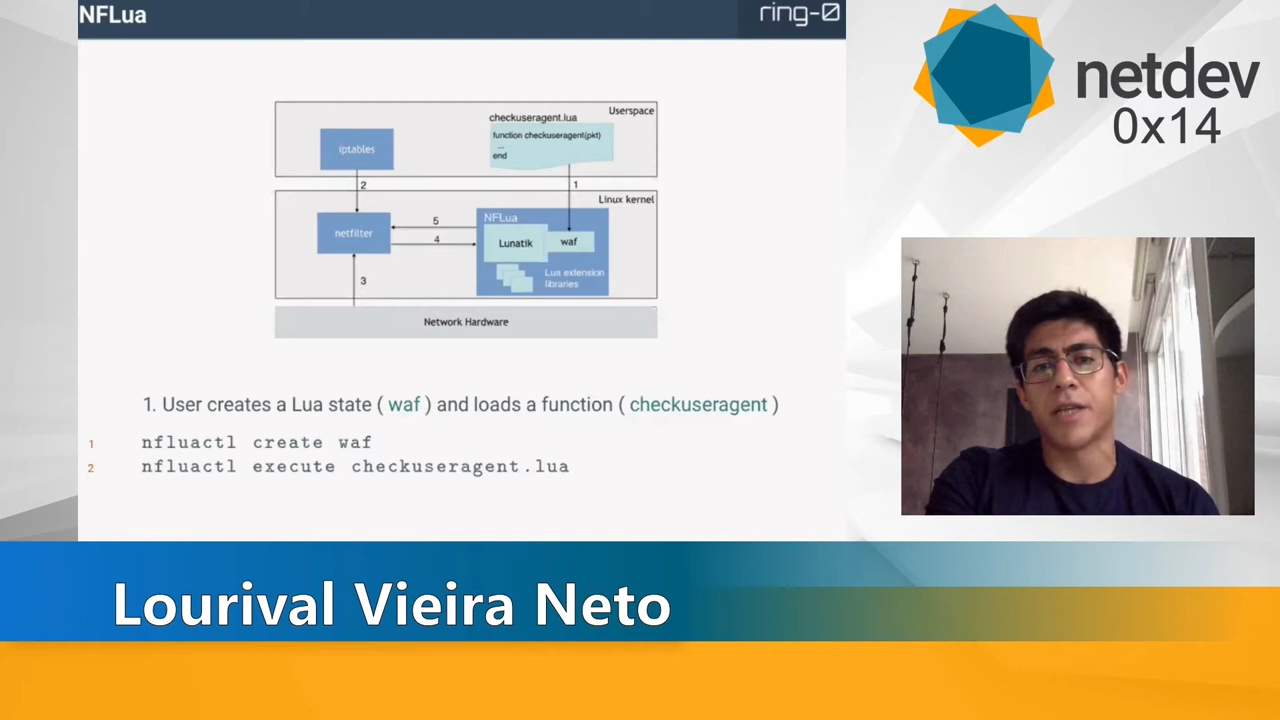 NFLua
ring-0
netdev
0x14
Userspace
checkuseragent.lua
function checkuseragent(pkt)
...
end
iptables
2
1
Linux kernel
NFLua
netfilter
5
4
Lunatik
waf
3
Lua extension
libraries
Network Hardware
1. User creates a Lua state ( waf ) and loads a function ( checkuseragent )
1 nfluactl create waf
2 nfluactl execute checkuseragent.lua
Lourival Vieira Neto